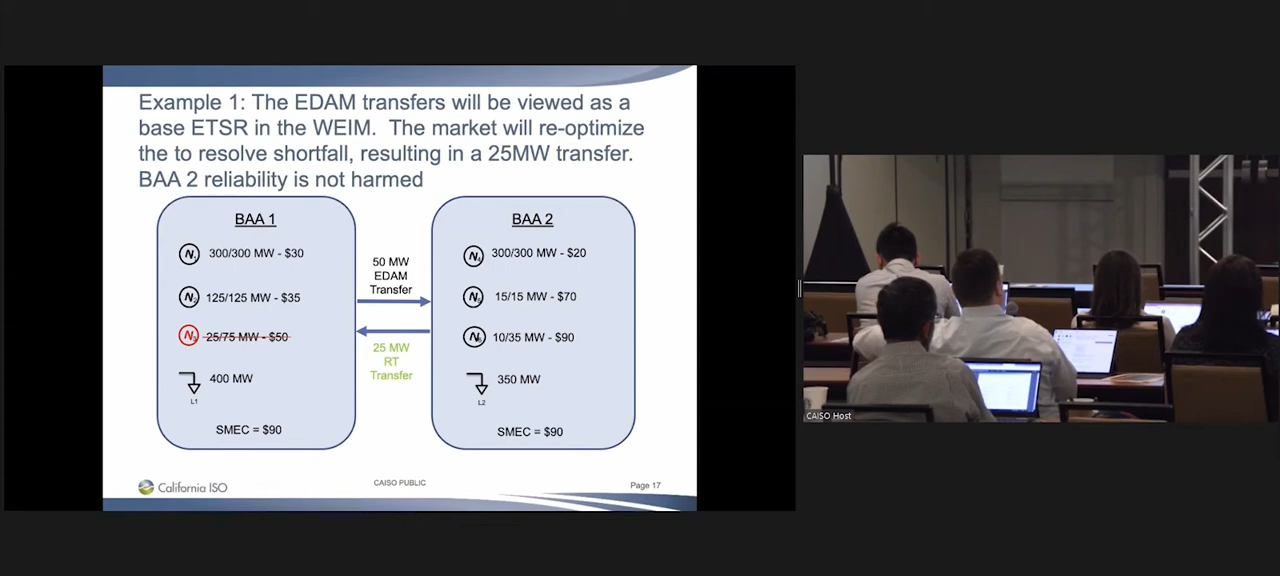 Example 1: The EDAM transfers will be viewed as a
base ETSR in the WEIM. The market will re-optimize
the to resolve shortfall, resulting in a 25MW transfer.
BAA 2 reliability is not harmed
BAA 1
N 300/300 MW - $30
N 125/125 MW - $35
N 25/75 MW - $50
400 MW
L1
SMEC = $90
50 MW
EDAM
Transfer
25 MW
RT
Transfer
BAA 2
N 300/300 MW - $20
N 15/15 MW - $70
N 10/35 MW - $90
350 MW
L2
SMEC = $90
California ISO
CAISO PUBLIC
Page 17
CAISO Host